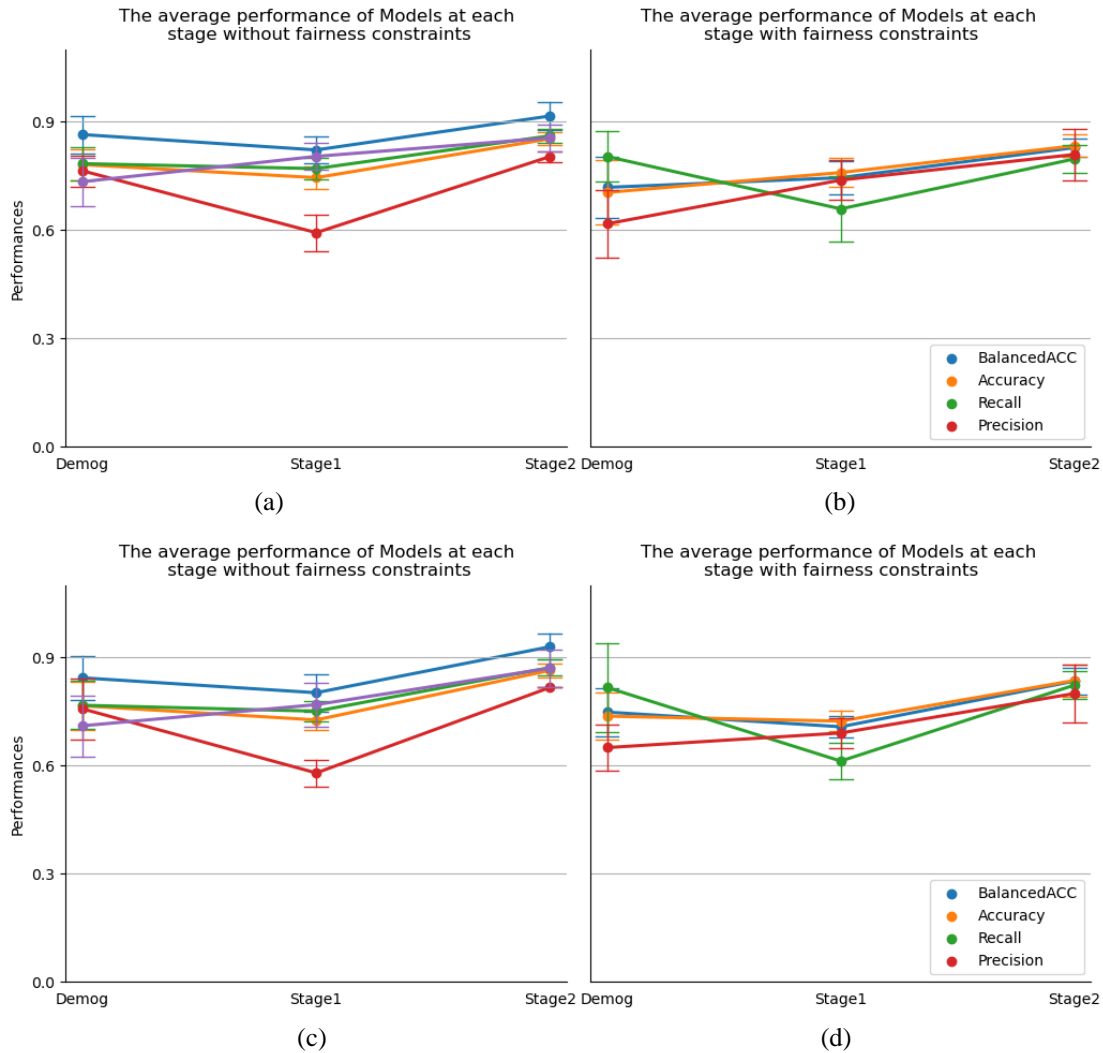 The average performance of Models at each
stage without fairness constraints
The average performance of Models at each
stage with fairness constraints
Performances
0.9
0.6
0.3
0.0
Demog
Stage1
Stage2
BalancedACC
Accuracy
Recall
Precision
Demog
Stage1
Stage2
(a)
(b)
The average performance of Models at each
stage without fairness constraints
The average performance of Models at each
stage with fairness constraints
Performances
0.9
0.6
0.3
0.0
Demog
Stage1
Stage2
BalancedACC
Accuracy
Recall
Precision
Demog
Stage1
Stage2
(c)
(d)